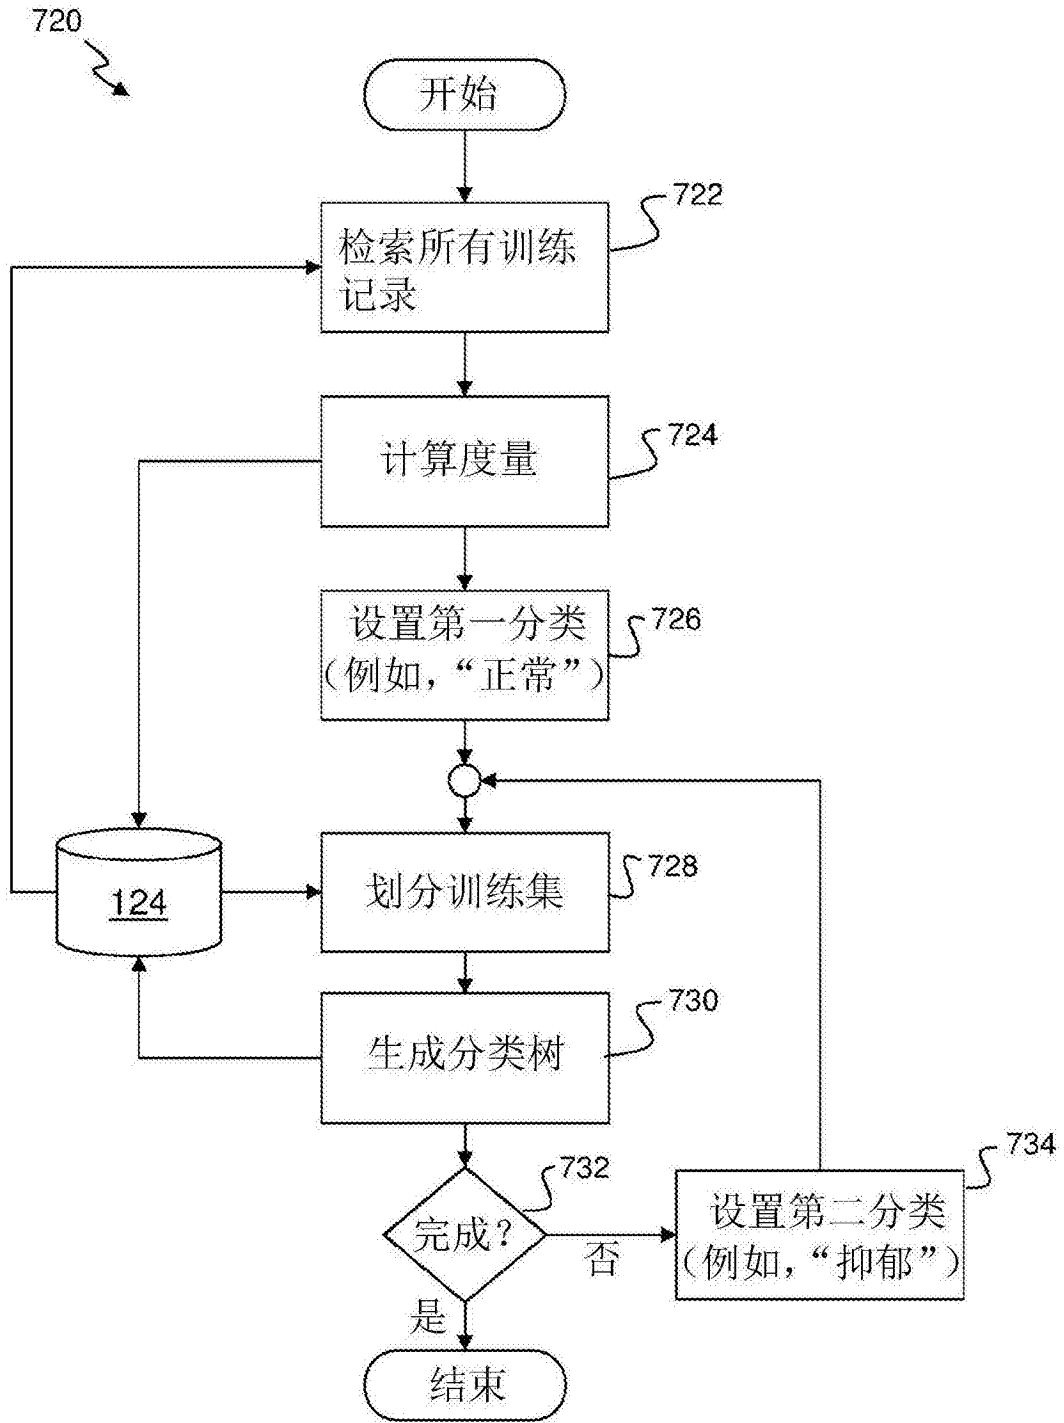 720
开始
722
检索所有训练
记录
724
计算度量
726
设置第一分类
(例如,“正常”)
728
划分训练集
124
730
生成分类树
732
完成?
否
734
设置第二分类
(例如,“抑郁”)
是
结束